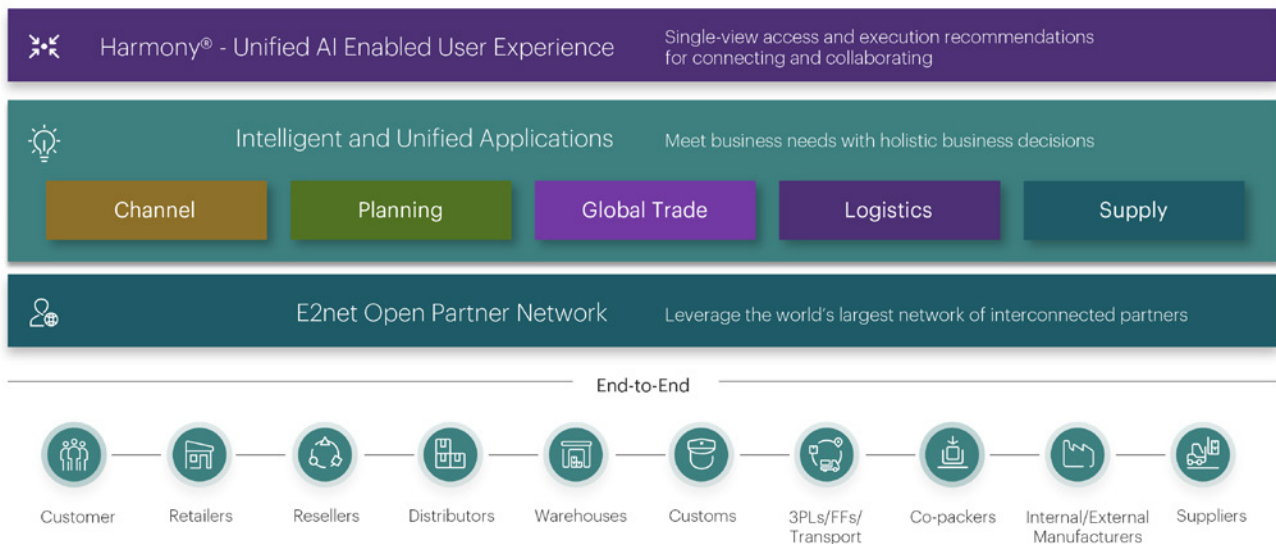 Harmony® - Unified AI Enabled User Experience
Single-view access and execution recommendations
for connecting and collaborating
Intelligent and Unified Applications
Meet business needs with holistic business decisions
Channel
Planning
Global Trade
Logistics
Supply
E2net Open Partner Network
Leverage the world's largest network of interconnected partners
End-to-End
Customer
Retailers
Resellers
Distributors
Warehouses
Customs
3PLs/FFs/
Transport
Co-packers
Internal/External
Manufacturers
Suppliers